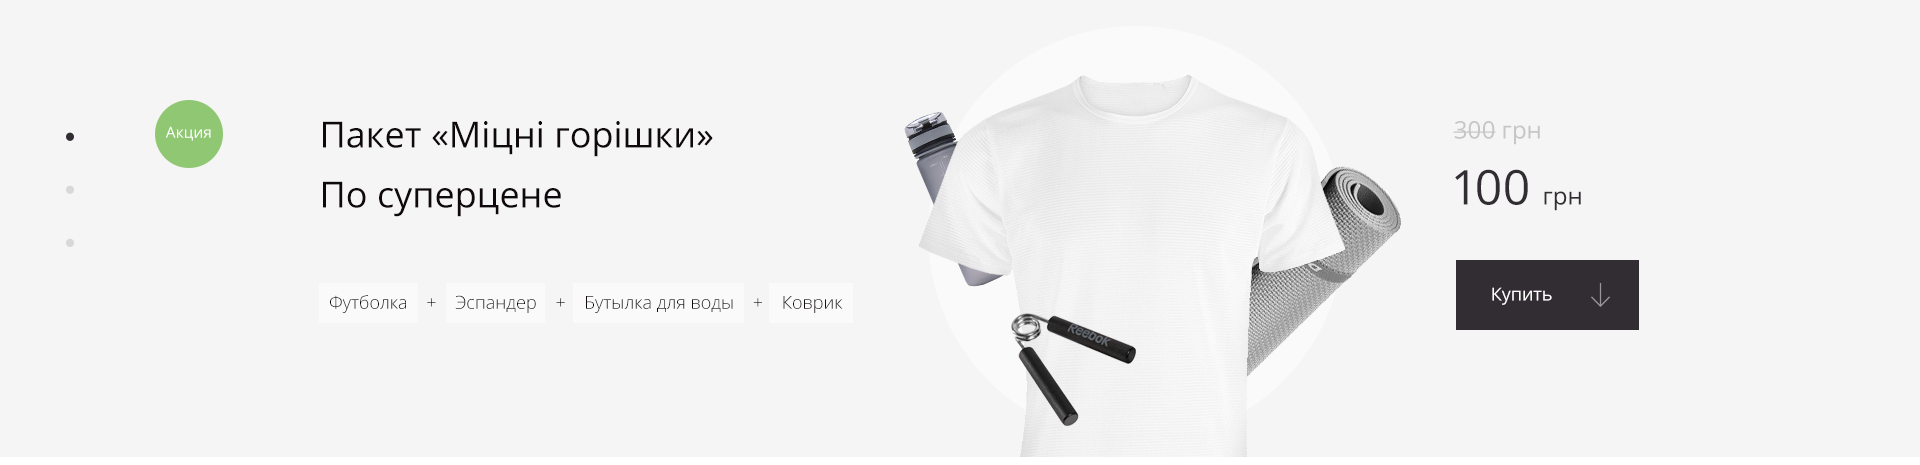 Акция
Пакет «Міцні горішки»
По суперцене
Футболка + Эспандер + Бутылка для воды + Коврик
Reebok
300 грн
100 грн
Купить